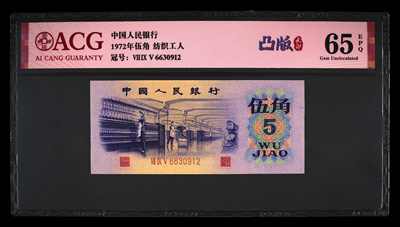 ACG
AI CANG GUARANTY
中国人民银行
1972年伍角 纺织工人
冠号: VIIIX V 6630912
凸版
65 EPQ
Gem Uncirculated
中國人民銀行
伍角
5
WU
JIAO
VIIIX V 6630912